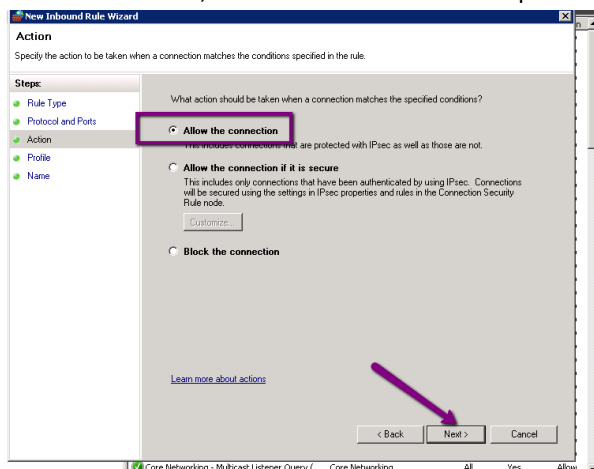 New Inbound Rule Wizard
Action
Specify the action to be taken when a connection matches the conditions specified in the rule.
Steps:
Rule Type
Protocol and Ports
Action
Profile
Name
What action should be taken when a connection matches the specified conditions?
Allow the connection
This includes connections that are protected with IPsec as well as those are not.
Allow the connection if it is secure
This includes only connections that have been authenticated by using IPsec. Connections
will be secured using the settings in IPsec properties and rules in the Connection Security
Rule node.
Customize...
Block the connection
Learn more about actions
< Back
Next >
Cancel
Core Networking - Multicast Listener Query ( Core Networking All Yes Allow